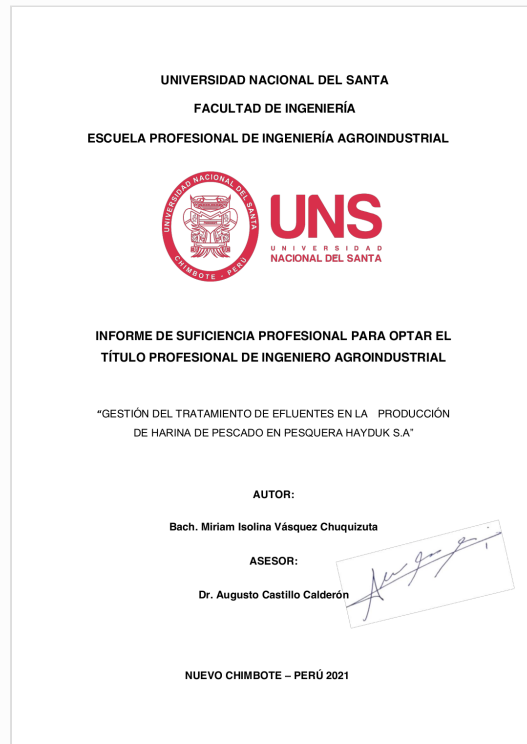 UNIVERSIDAD NACIONAL DEL SANTA
FACULTAD DE INGENIERÍA
ESCUELA PROFESIONAL DE INGENIERÍA AGROINDUSTRIAL
UNIVERSIDAD NACIONAL DEL SANTA
CHIMBOTE - PERÚ
UNS
UNIVERSIDAD
NACIONAL DEL SANTA
INFORME DE SUFICIENCIA PROFESIONAL PARA OPTAR EL
TÍTULO PROFESIONAL DE INGENIERO AGROINDUSTRIAL
“GESTIÓN DEL TRATAMIENTO DE EFLUENTES EN LA PRODUCCIÓN
DE HARINA DE PESCADO EN PESQUERA HAYDUK S.A”
AUTOR:
Bach. Miriam Isolina Vásquez Chuquizuta
ASESOR:
Dr. Augusto Castillo Calderón
NUEVO CHIMBOTE – PERÚ 2021